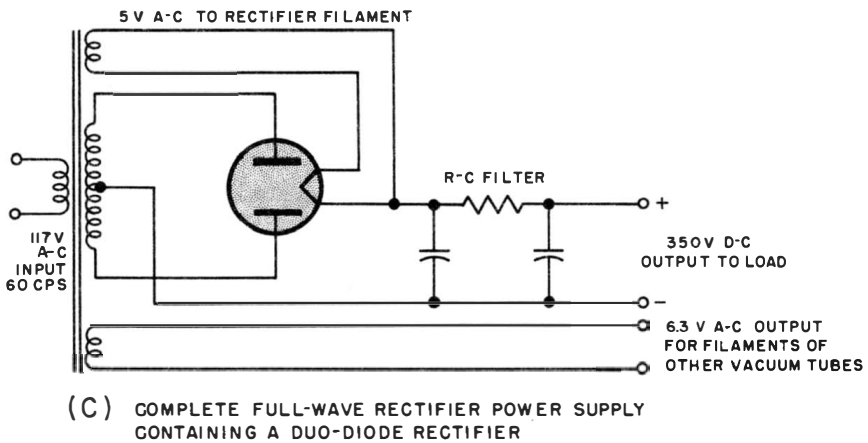 5V A-C TO RECTIFIER FILAMENT
R-C FILTER
+
117V
A-C
INPUT
60 CPS
350V D-C
OUTPUT TO LOAD
−
6.3 V A-C OUTPUT
FOR FILAMENTS OF
OTHER VACUUM TUBES
(C) COMPLETE FULL-WAVE RECTIFIER POWER SUPPLY
CONTAINING A DUO-DIODE RECTIFIER